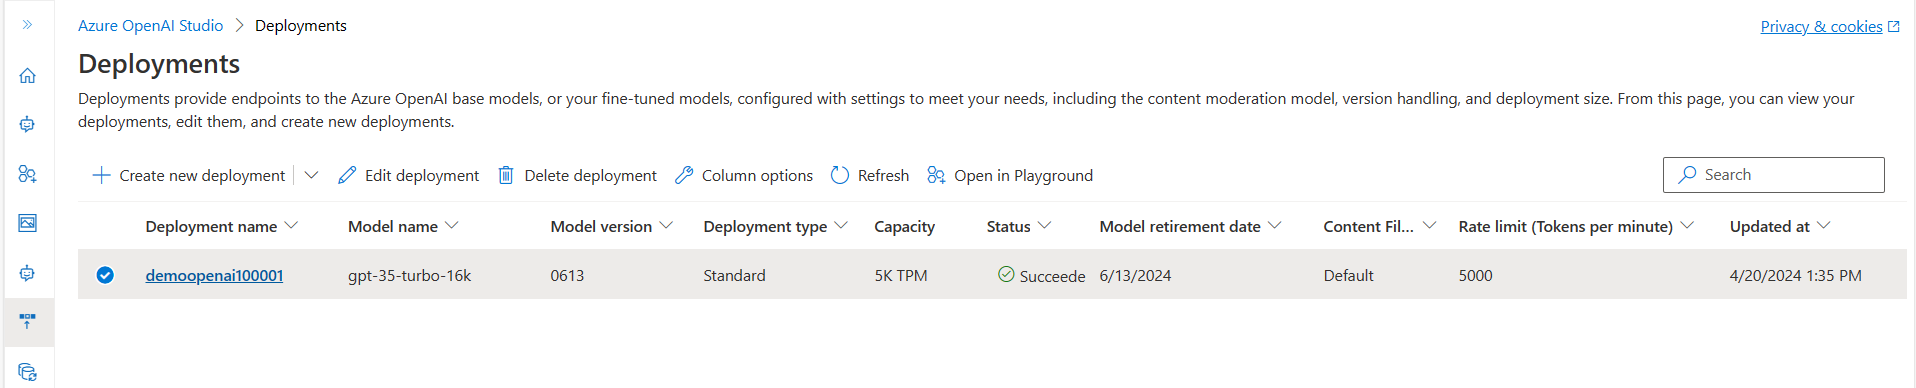 Azure OpenAI Studio > Deployments
Privacy & cookies
Deployments
Deployments provide endpoints to the Azure OpenAI base models, or your fine-tuned models, configured with settings to meet your needs, including the content moderation model, version handling, and deployment size. From this page, you can view your
deployments, edit them, and create new deployments.
Create new deployment Edit deployment Delete deployment Column options Refresh Open in Playground Search
Deployment name Model name Model version Deployment type Capacity Status Model retirement date Content Fil... Rate limit (Tokens per minute) Updated at
demoopenai100001 gpt-35-turbo-16k 0613 Standard 5K TPM Succeede 6/13/2024 Default 5000 4/20/2024 1:35 PM